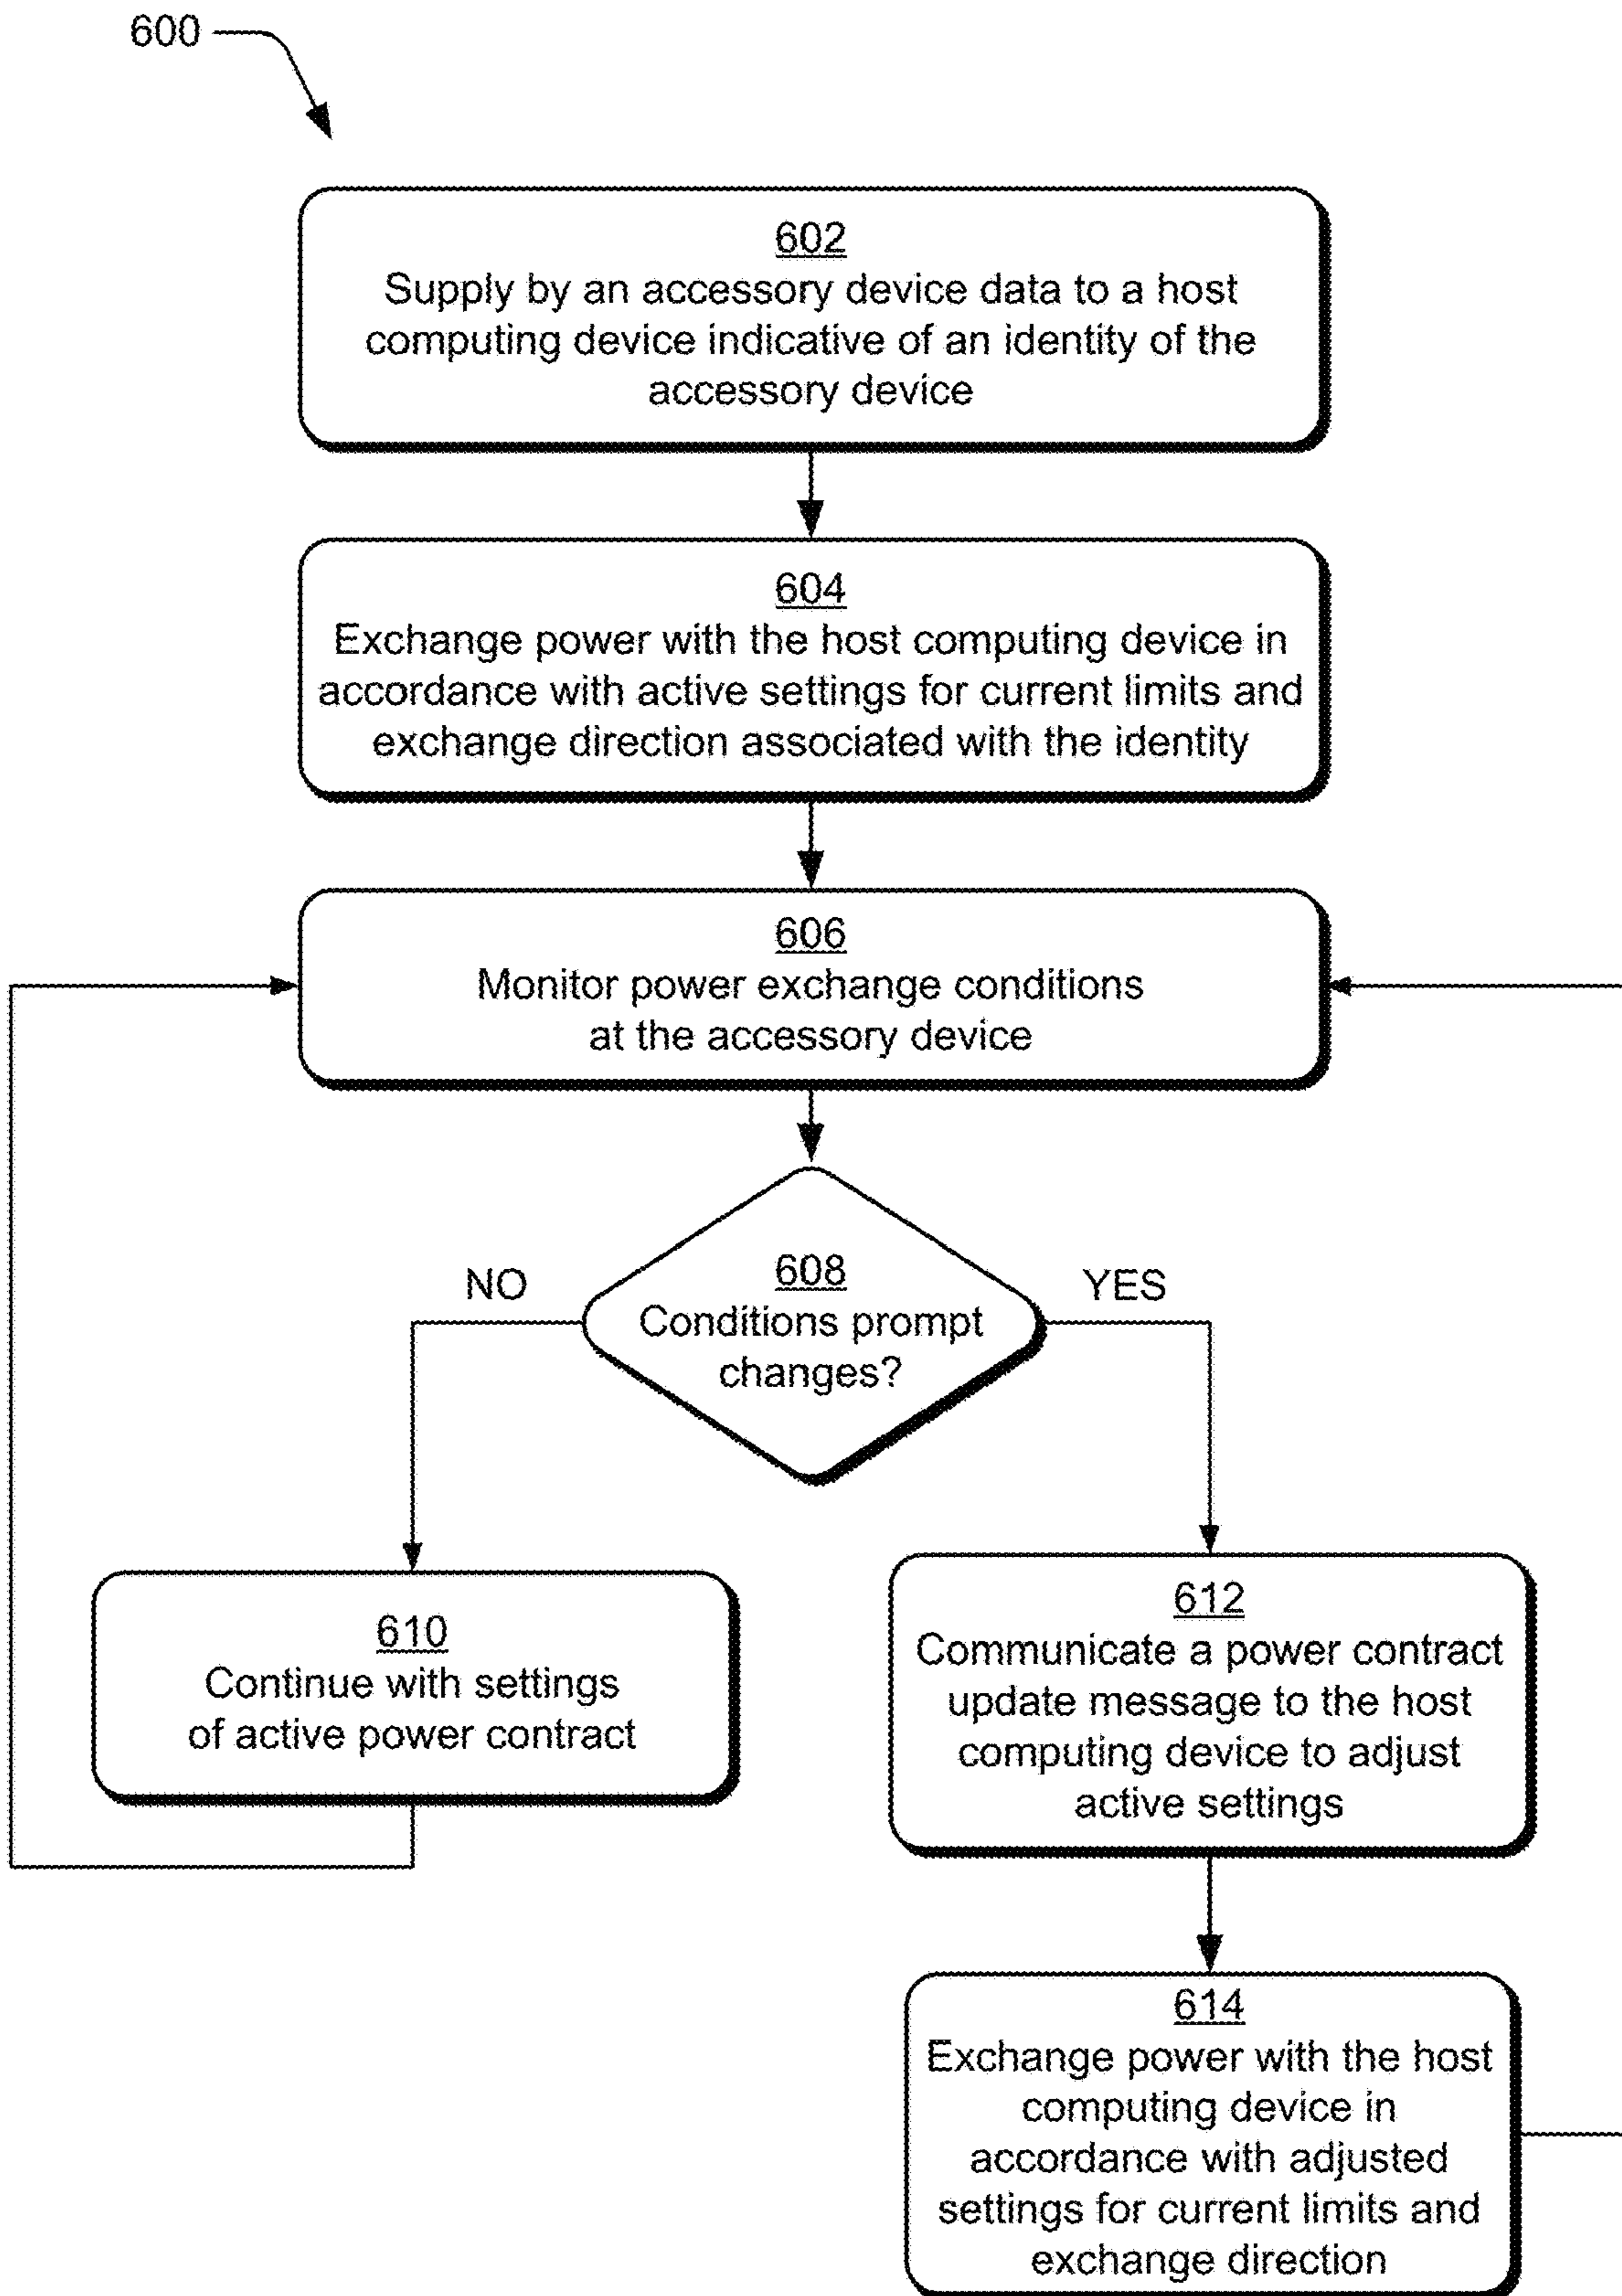 600
602
Supply by an accessory device data to a host
computing device indicative of an identity of the
accessory device
604
Exchange power with the host computing device in
accordance with active settings for current limits and
exchange direction associated with the identity
606
Monitor power exchange conditions
at the accessory device
608
Conditions prompt
changes?
NO
YES
610
Continue with settings
of active power contract
612
Communicate a power contract
update message to the host
computing device to adjust
active settings
614
Exchange power with the host
computing device in
accordance with adjusted
settings for current limits and
exchange direction